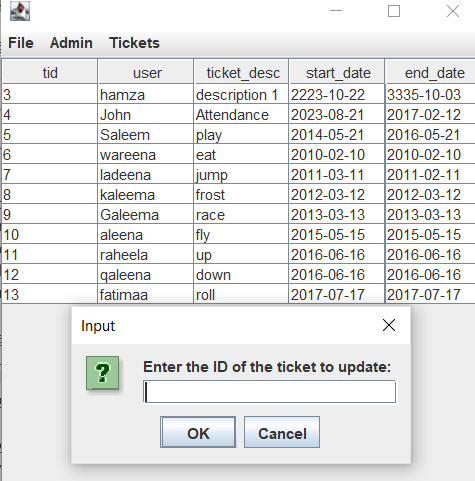 File Admin Tickets
tid user ticket_desc start_date end_date
3 hamza description 1 2223-10-22 3335-10-03
4 John Attendance 2023-08-21 2017-02-12
5 Saleem play 2014-05-21 2016-05-21
6 wareena eat 2010-02-10 2010-02-10
7 ladeena jump 2011-03-11 2011-02-11
8 kaleema frost 2012-03-12 2012-03-12
9 Galeema race 2013-03-13 2013-03-13
10 aleena fly 2015-05-15 2015-05-15
11 raheela up 2016-06-16 2016-06-16
12 qaleena down 2016-06-16 2016-06-16
13 fatimaa roll 2017-07-17 2017-07-17
Input
Enter the ID of the ticket to update:
OK Cancel